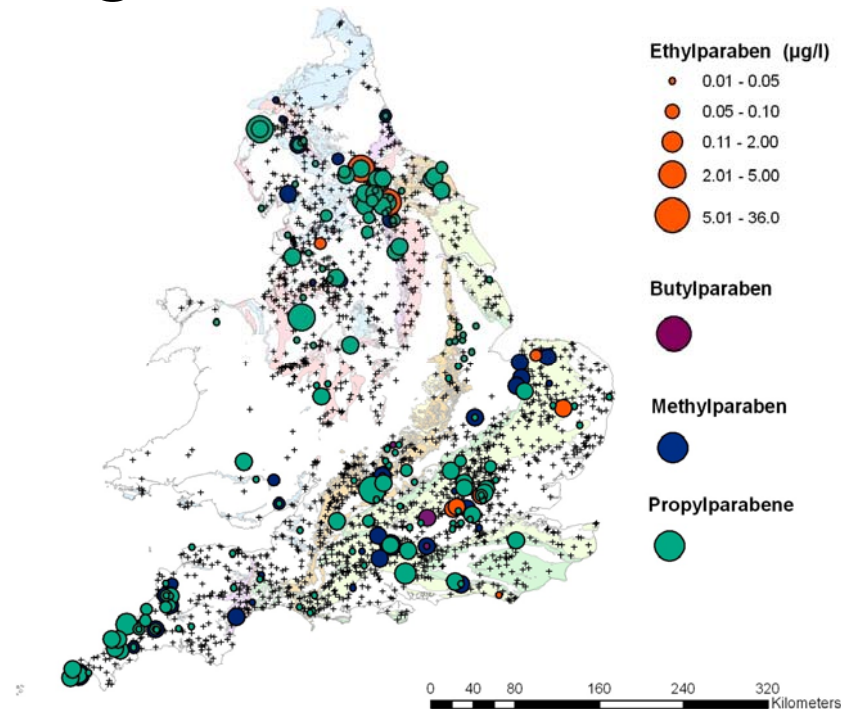 Ethylparaben (µg/l)
0.01 - 0.05
0.05 - 0.10
0.11 - 2.00
2.01 - 5.00
5.01 - 36.0
Butylparaben
Methylparaben
Propylparabene
0 40 80 160 240 320
Kilometers